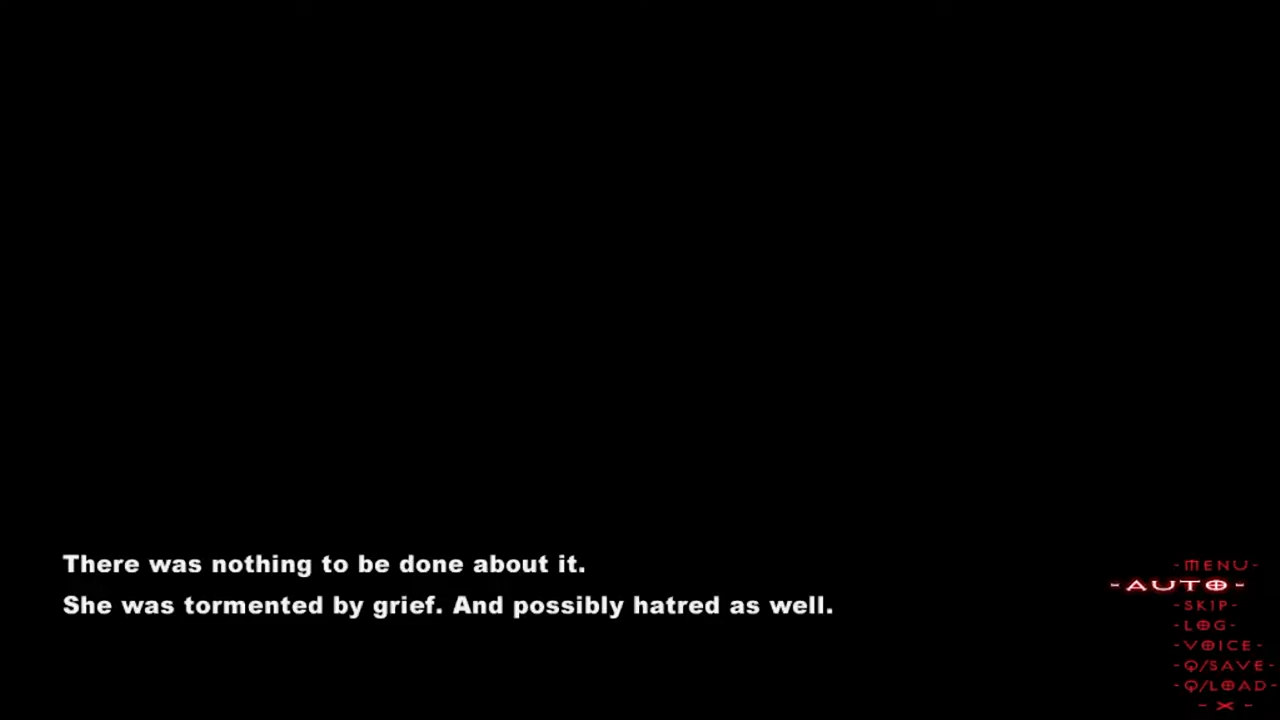 There was nothing to be done about it.
She was tormented by grief. And possibly hatred as well.
-MENU-
-AUTO-
-SKIP-
-LOG-
-VOICE-
-Q/SAVE-
-Q/LOAD-
-X-